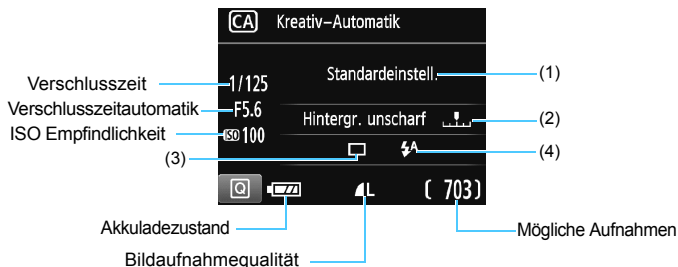 CA Kreativ-Automatik
Standardeinstell.
(1)
Verschlusszeit
1/125
Verschlusszeitautomatik
F5.6
Hintergr. unscharf
(2)
ISO Empfindlichkeit
ISO 100
(3)
A
(4)
Q
L
( 703)
Akkuladezustand
Mögliche Aufnahmen
Bildaufnahmequalität